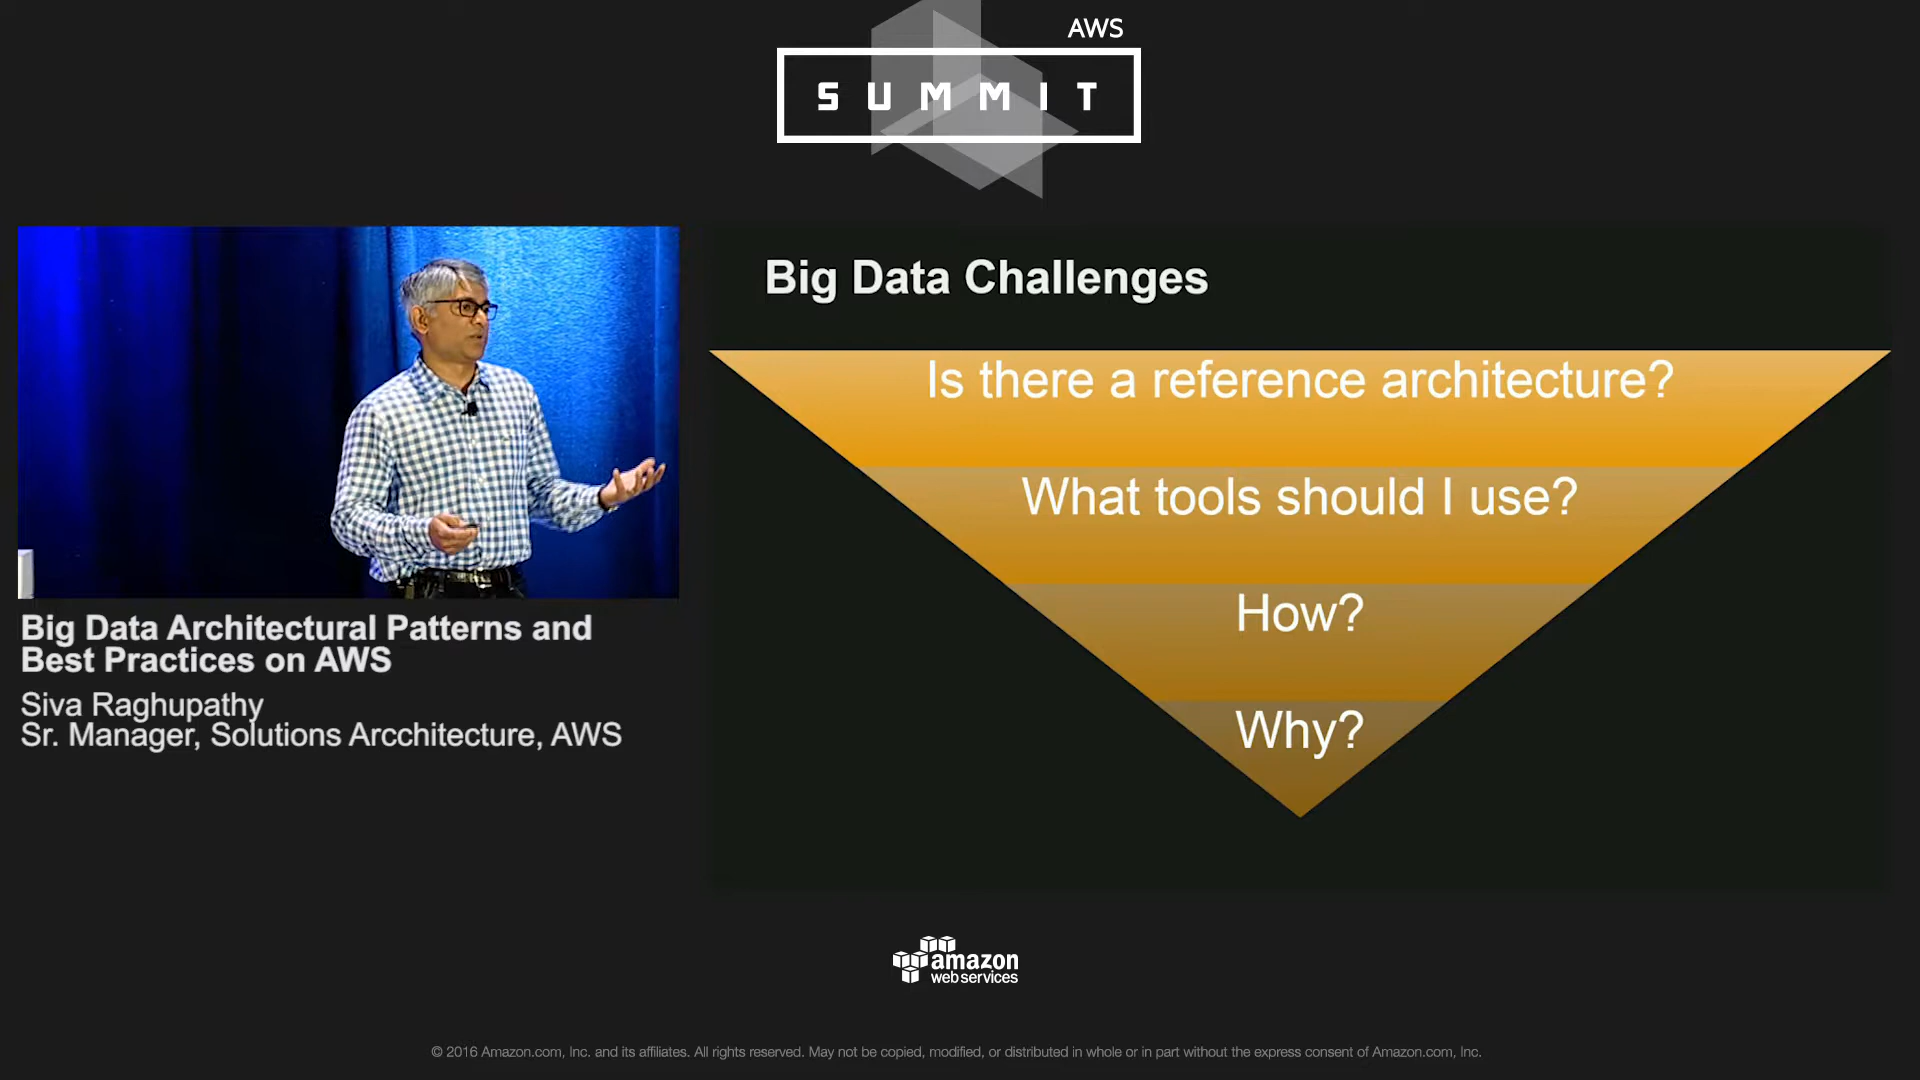 AWS
SUMMIT
Big Data Challenges
Is there a reference architecture?
What tools should I use?
How?
Why?
Big Data Architectural Patterns and
Best Practices on AWS
Siva Raghupathy
Sr. Manager, Solutions Arcchitecture, AWS
amazon
webservices
© 2016 Amazon.com, Inc. and its affiliates. All rights reserved. May not be copied, modified, or distributed in whole or in part without the express consent of Amazon.com, Inc.